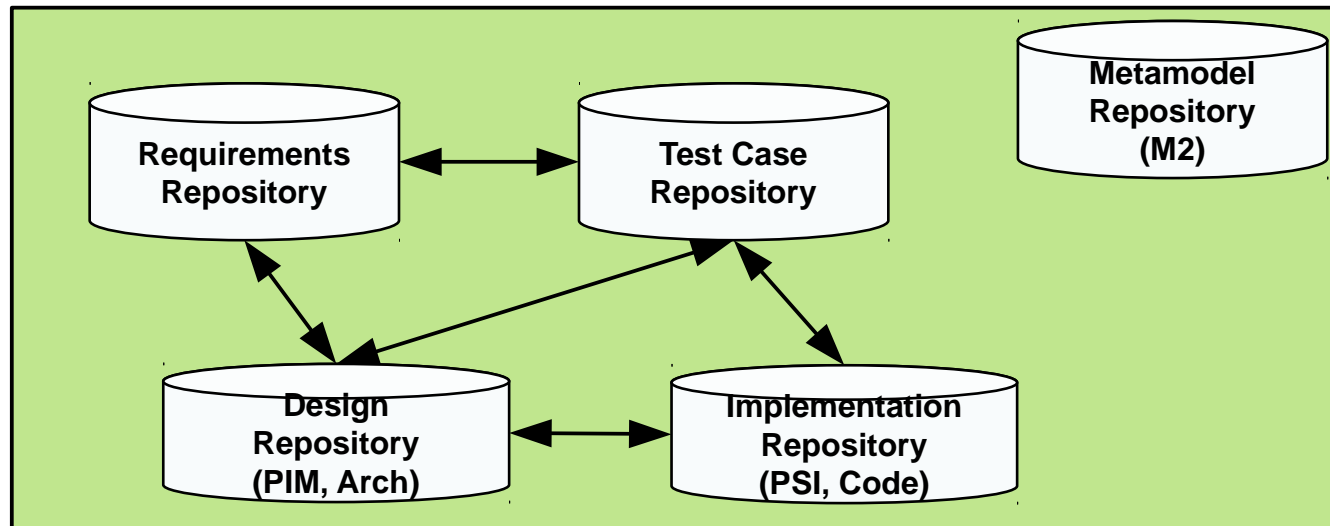 Metamodel
Repository
(M2)
Requirements
Repository
Test Case
Repository
Design
Repository
(PIM, Arch)
Implementation
Repository
(PSI, Code)